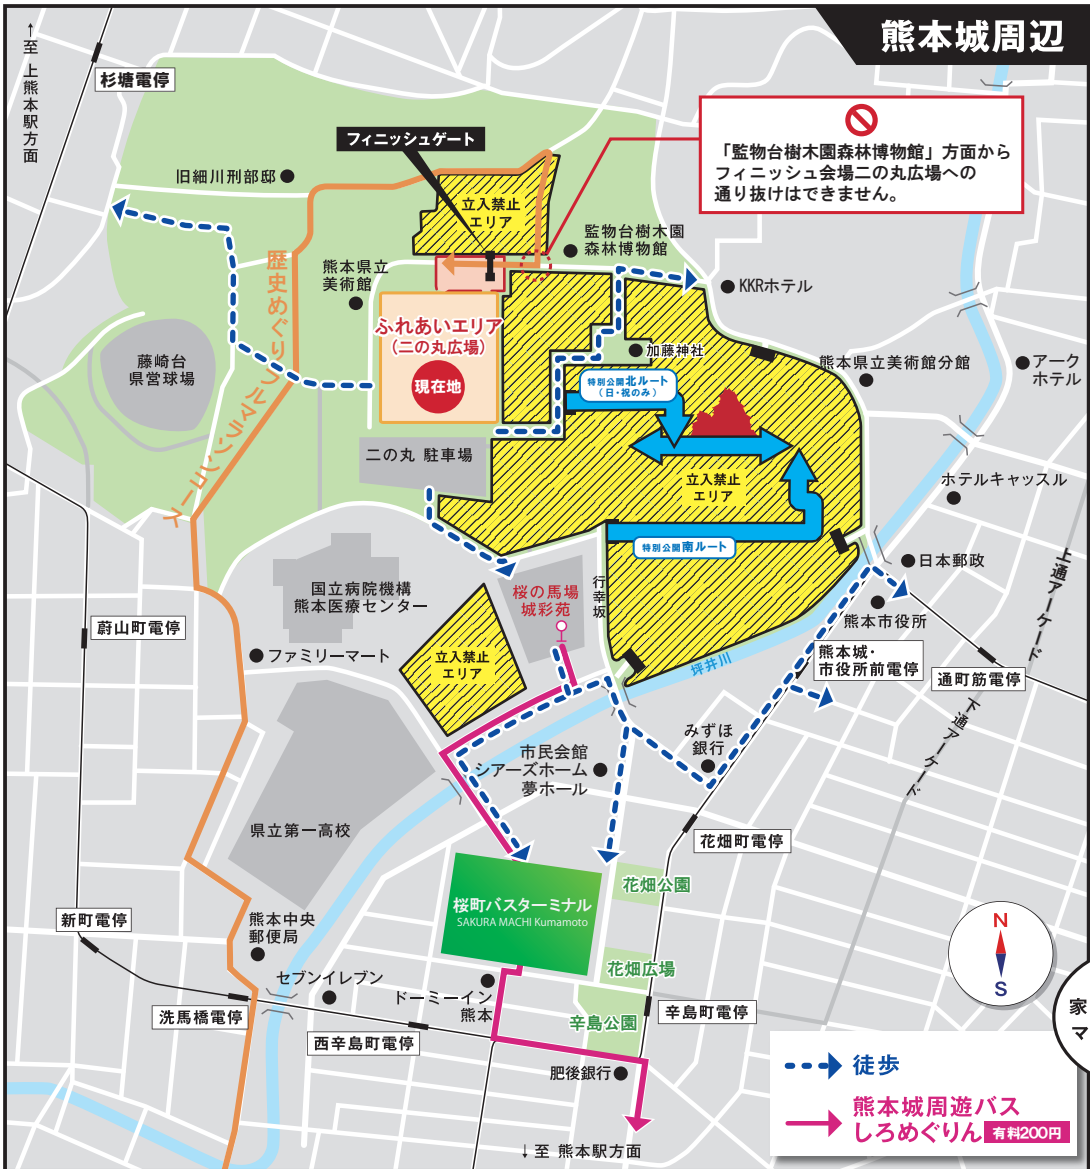 熊本城周辺
↑至 上熊本駅方面
杉塘電停
フィニッシュゲート
「監物台樹木園森林博物館」方面から
フィニッシュ会場二の丸広場への
通り抜けはできません。
旧細川刑部邸
立入禁止
エリア
監物台樹木園
森林博物館
熊本県立
美術館
KKRホテル
歴史めぐりフルマラソンコース
ふれあいエリア
(二の丸広場)
現在地
藤崎台
県営球場
加藤神社
熊本県立美術館分館
アーク
ホテル
特別公開北ルート
(日・祝のみ)
二の丸 駐車場
立入禁止
エリア
ホテルキャッスル
特別公開南ルート
日本郵政
上通アーケード
国立病院機構
熊本医療センター
桜の馬場
城彩苑
行幸坂
熊本市役所
蔚山町電停
ファミリーマート
立入禁止
エリア
坪井川
熊本城・
市役所前電停
通町筋電停
下通アーケード
みずほ
銀行
市民会館
シアーズホーム
夢ホール
県立第一高校
花畑町電停
花畑公園
桜町バスターミナル
SAKURA MACHI Kumamoto
新町電停
熊本中央
郵便局
花畑広場
N
S
セブンイレブン
ドーミーイン
熊本
洗馬橋電停
辛島公園
辛島町電停
西辛島町電停
肥後銀行
家
マ
徒歩
熊本城周遊バス
しろめぐりん 有料200円
↓至 熊本駅方面